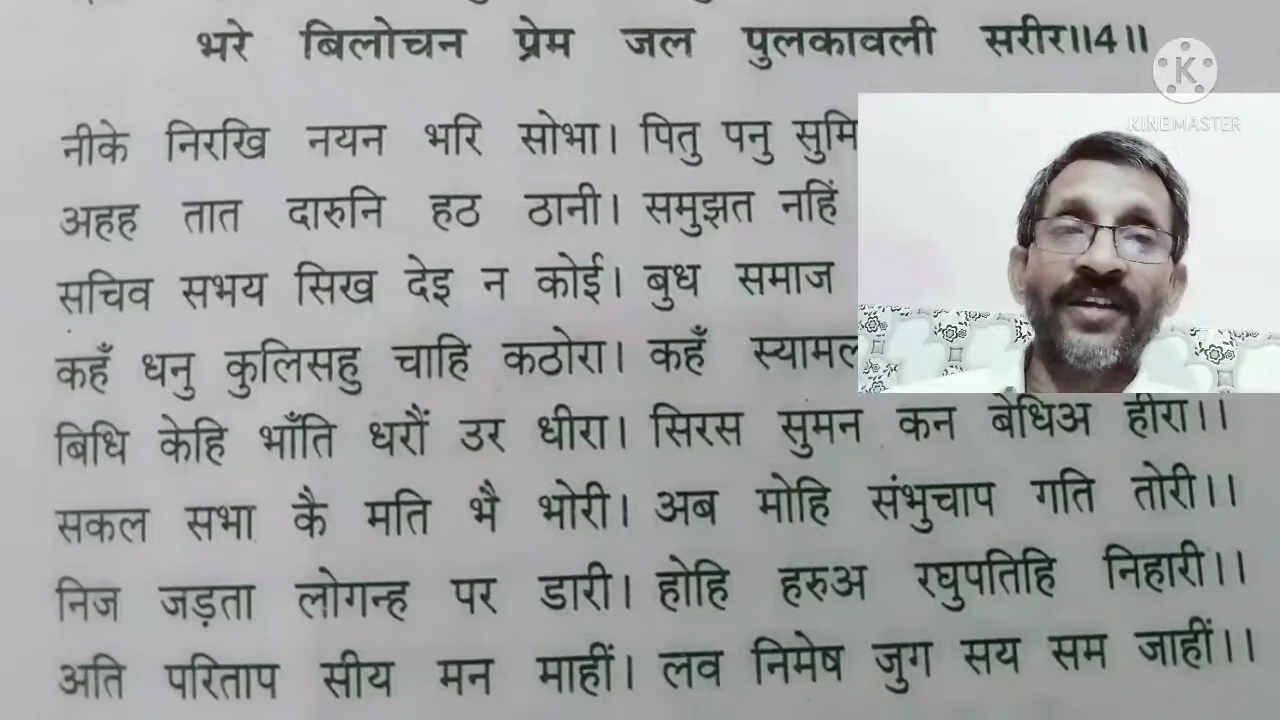 भरे बिलोचन प्रेम जल पुलकावली सरीर॥4॥
KINEMASTER
नीके निरखि नयन भरि सोभा। पितु पनु सुमि
अहह तात दारुनि हठ ठानी। समुझत नहिं
सचिव सभय सिख देइ न कोई। बुध समाज
कहँ धनु कुलिसहु चाहि कठोरा। कहँ स्यामल
बिधि केहि भाँति धरौं उर धीरा। सिरस सुमन कन बेधिअ हीरा।।
सकल सभा कै मति भै भोरी। अब मोहि संभुचाप गति तोरी।।
निज जड़ता लोगन्ह पर डारी। होहि हरुअ रघुपतिहि निहारी।।
अति परिताप सीय मन माहीं। लव निमेष जुग सय सम जाहीं।।